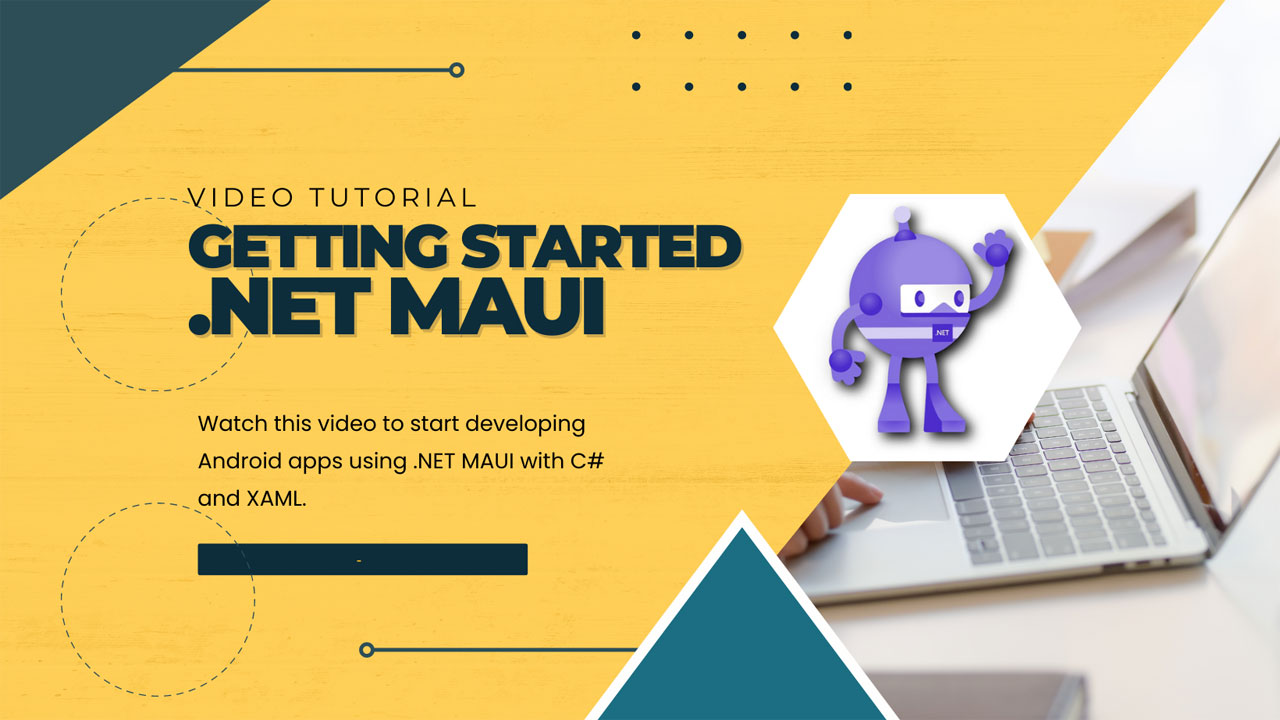 VIDEO TUTORIAL
GETTING STARTED
.NET MAUI
Watch this video to start developing
Android apps using .NET MAUI with C#
and XAML.
-
.NET